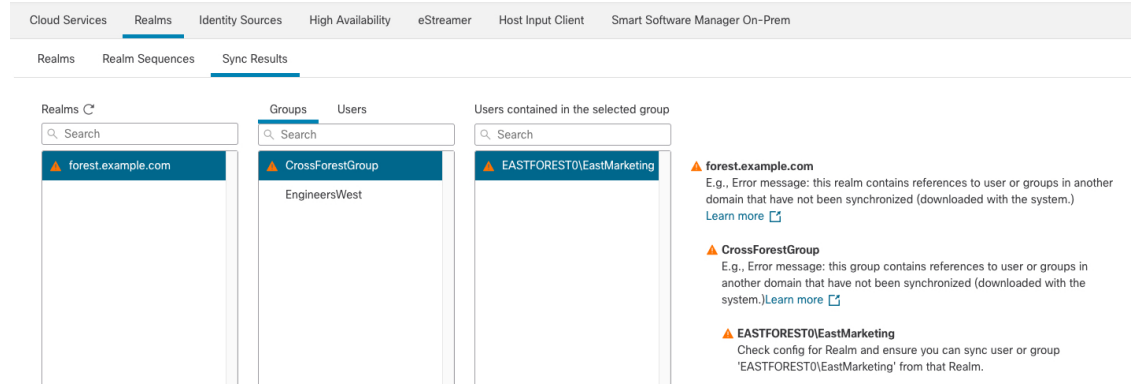 Cloud Services Realms Identity Sources High Availability eStreamer Host Input Client Smart Software Manager On-Prem
Realms Realm Sequences Sync Results
Realms
Search
forest.example.com
Groups Users
Search
CrossForestGroup
EngineersWest
Users contained in the selected group
Search
EASTFOREST0\EastMarketing
forest.example.com
E.g., Error message: this realm contains references to user or groups in another
domain that have not been synchronized (downloaded with the system.)
Learn more
CrossForestGroup
E.g., Error message: this group contains references to user or groups in
another domain that have not been synchronized (downloaded with the
system.)Learn more
EASTFOREST0\EastMarketing
Check config for Realm and ensure you can sync user or group
'EASTFOREST0\EastMarketing' from that Realm.